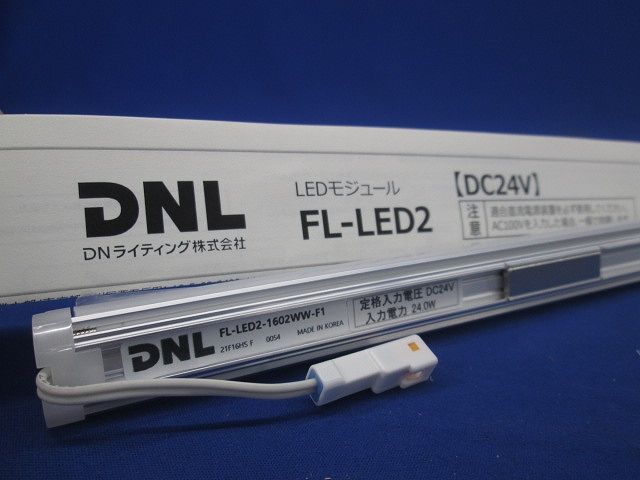 DNL
DNライティング株式会社
LEDモジュール
FL-LED2
【DC24V】
注意
DNL
FL-LED2-1602WW-F1
21F16HS F 0054 MADE IN KOREA
定格入力電圧 DC24V
入力電力 24.0W